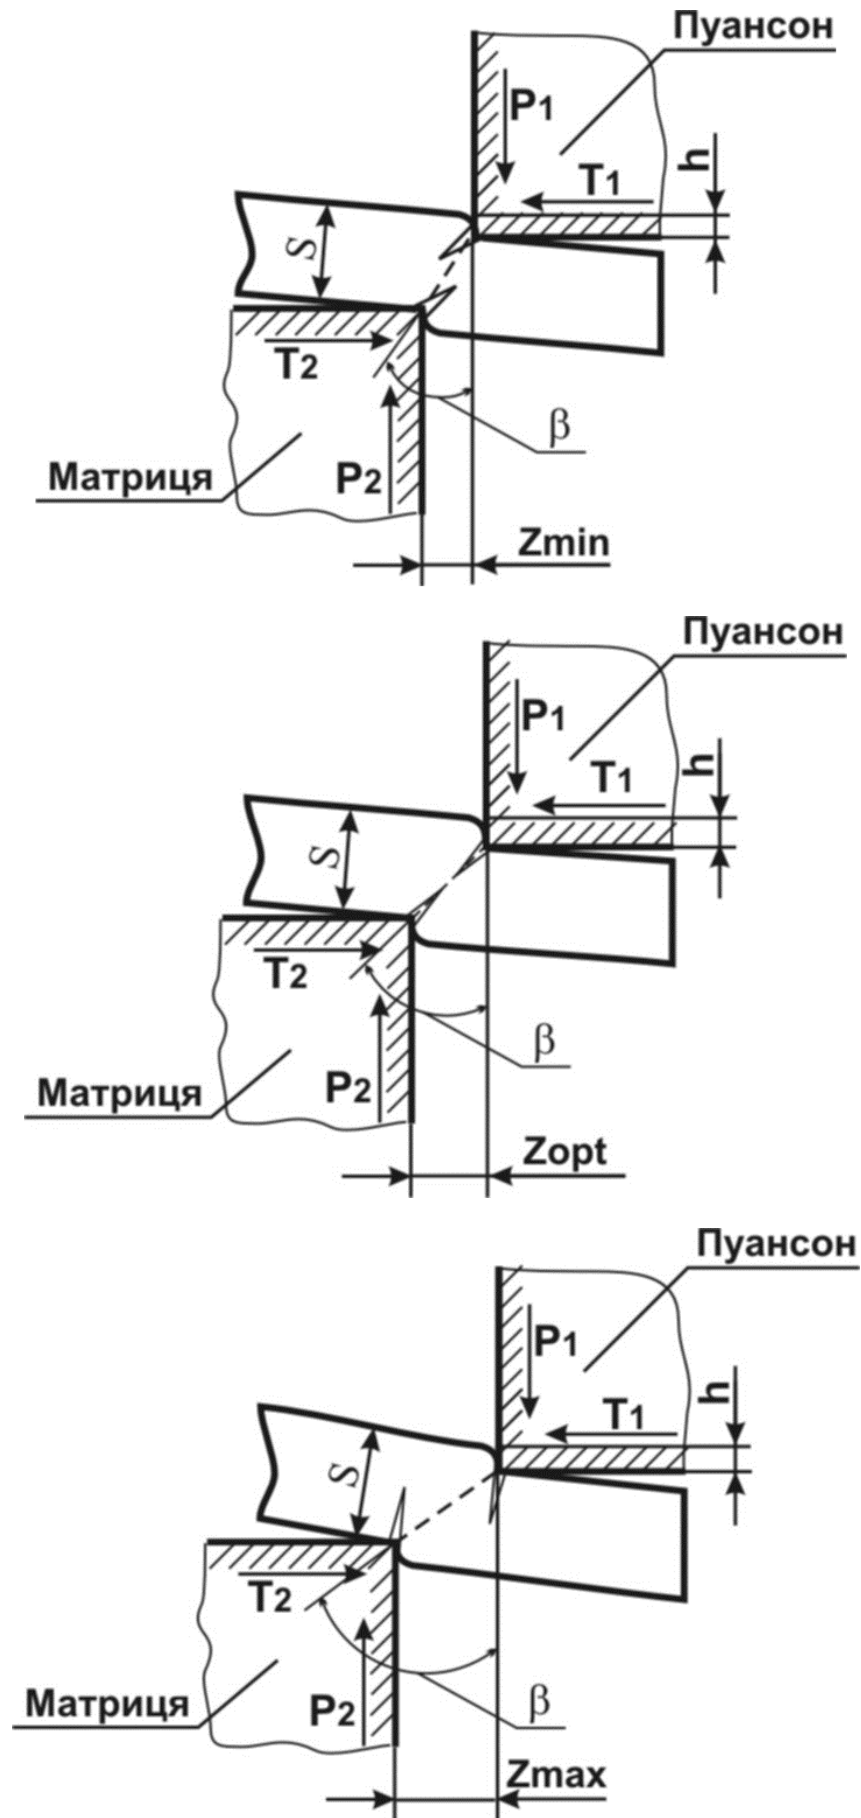 Пуансон
P1
h
T1
S
T2
β
Матриця
P2
Zmin
Пуансон
P1
h
T1
S
T2
β
Матриця
P2
Zopt
Пуансон
P1
h
T1
S
T2
β
Матриця
P2
Zmax